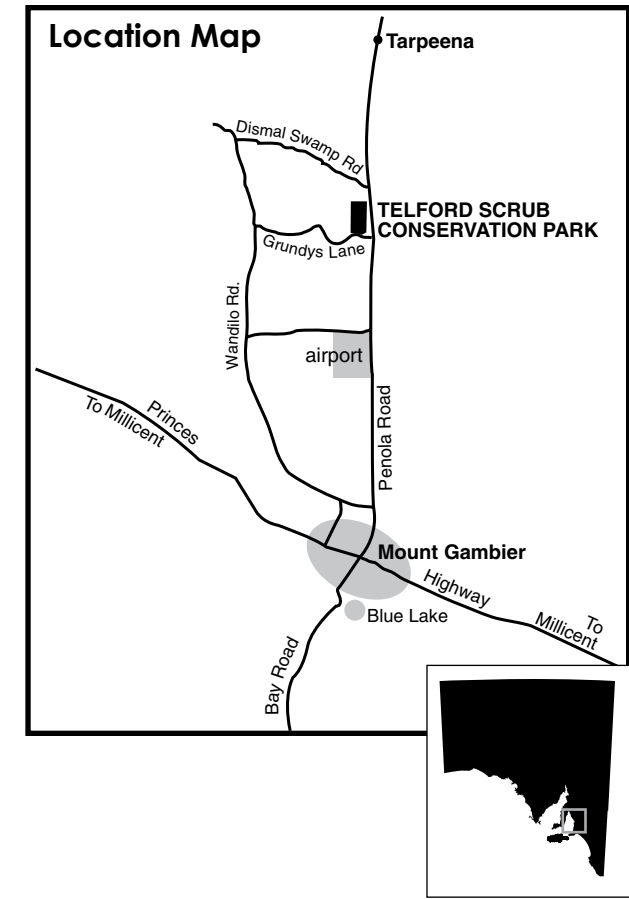 Location Map
Tarpeena
Dismal Swamp Rd
TELFORD SCRUB
CONSERVATION PARK
Grundys Lane
Wandilo Rd.
airport
Penola Road
Princes
To Millicent
Mount Gambier
Highway
To
Millicent
Blue Lake
Bay Road